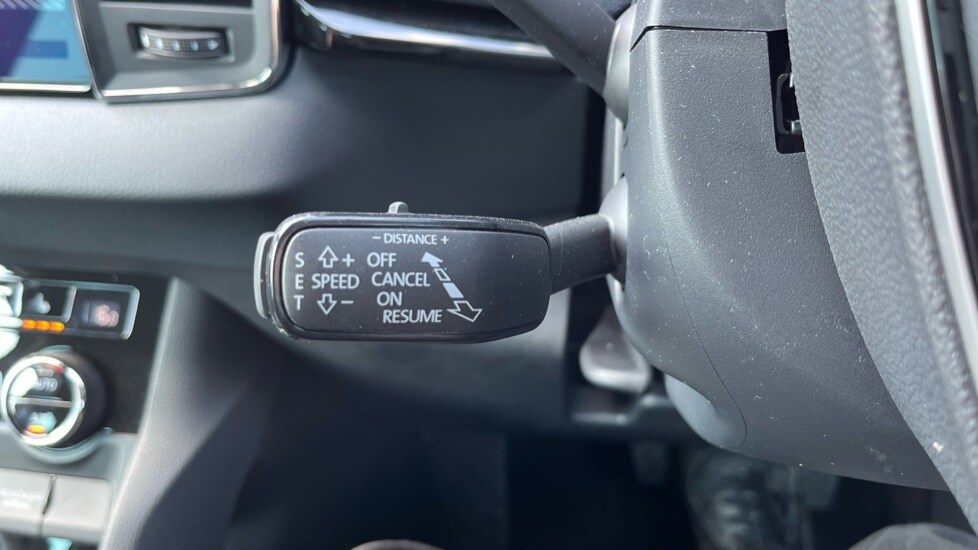 – DISTANCE +
S + OFF
E SPEED CANCEL
T – ON
RESUME
AUTO